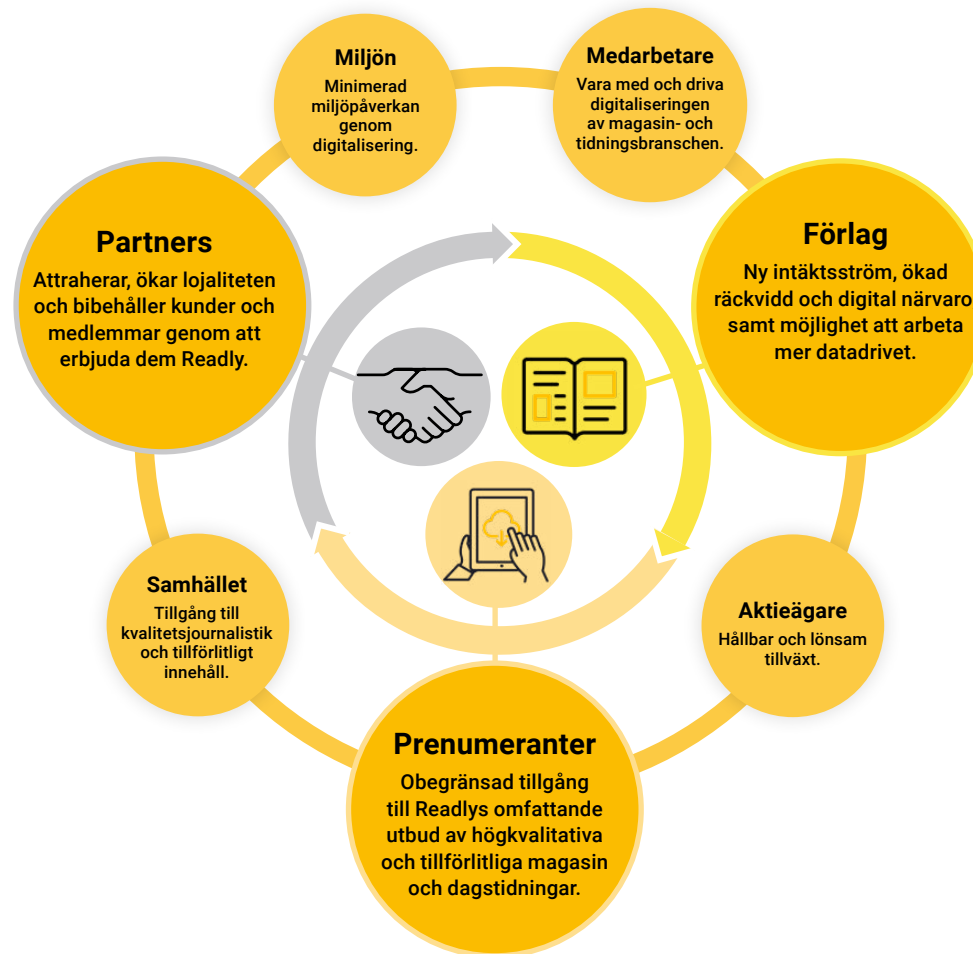 Miljön
Minimerad
miljöpåverkan
genom
digitalisering.
Medarbetare
Vara med och driva
digitaliseringen
av magasin- och
tidningsbranschen.
Partners
Attraherar, ökar lojaliteten
och bibehåller kunder och
medlemmar genom att
erbjuda dem Readly.
Förlag
Ny intäktsström, ökad
räckvidd och digital närvaro
samt möjlighet att arbeta
mer datadrivet.
Samhället
Tillgång till
kvalitetsjournalistik
och tillförlitligt
innehåll.
Aktieägare
Hållbar och lönsam
tillväxt.
Prenumeranter
Obegränsad tillgång
till Readlys omfattande
utbud av högkvalitativa
och tillförlitliga magasin
och dagstidningar.